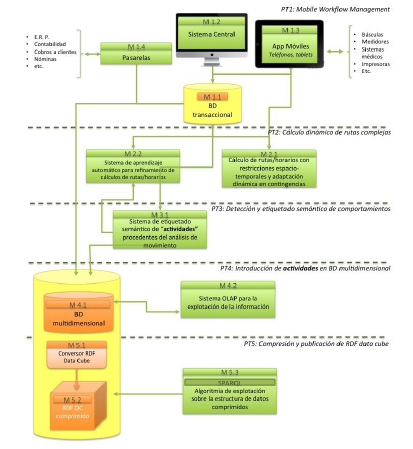 PT1: Mobile Workflow Management
M 1.2
Sistema Central
M 1.3
App Móviles
Teléfonos, tablets
M 1.4
Pasarelas
• E.R. P.
• Contabilidad
• Cobros a clientes
• Nóminas
• etc.
• Básculas
• Medidores
• Sistemas médicos
• Impresoras
• Etc.
M 1.1
BD
transaccional
PT2: Cálculo dinámico de rutas complejas
M 2.2
Sistema de aprendizaje
automático para refinamiento de
cálculos de rutas/horarios
M 2.1
Cálculo de rutas/horarios con
restricciones espacio-
temporales y adaptación
dinámica en contingencias
PT3: Detección y etiquetado semántico de comportamientos
M 3.1
Sistema de etiquetado
semántico de "actividades"
procedentes del análisis de
movimiento
PT4: Introducción de actividades en BD multidimensional
M 4.1
BD
multidimensional
M 4.2
Sistema OLAP para la
explotación de la información
PT5: Compresión y publicación de RDF data cube
M 5.1
Conversor RDF
Data Cube
M 5.2
RDF DC
comprimido
M 5.3
SPARQL
Algoritmia de explotación
sobre la estructura de datos
comprimidos